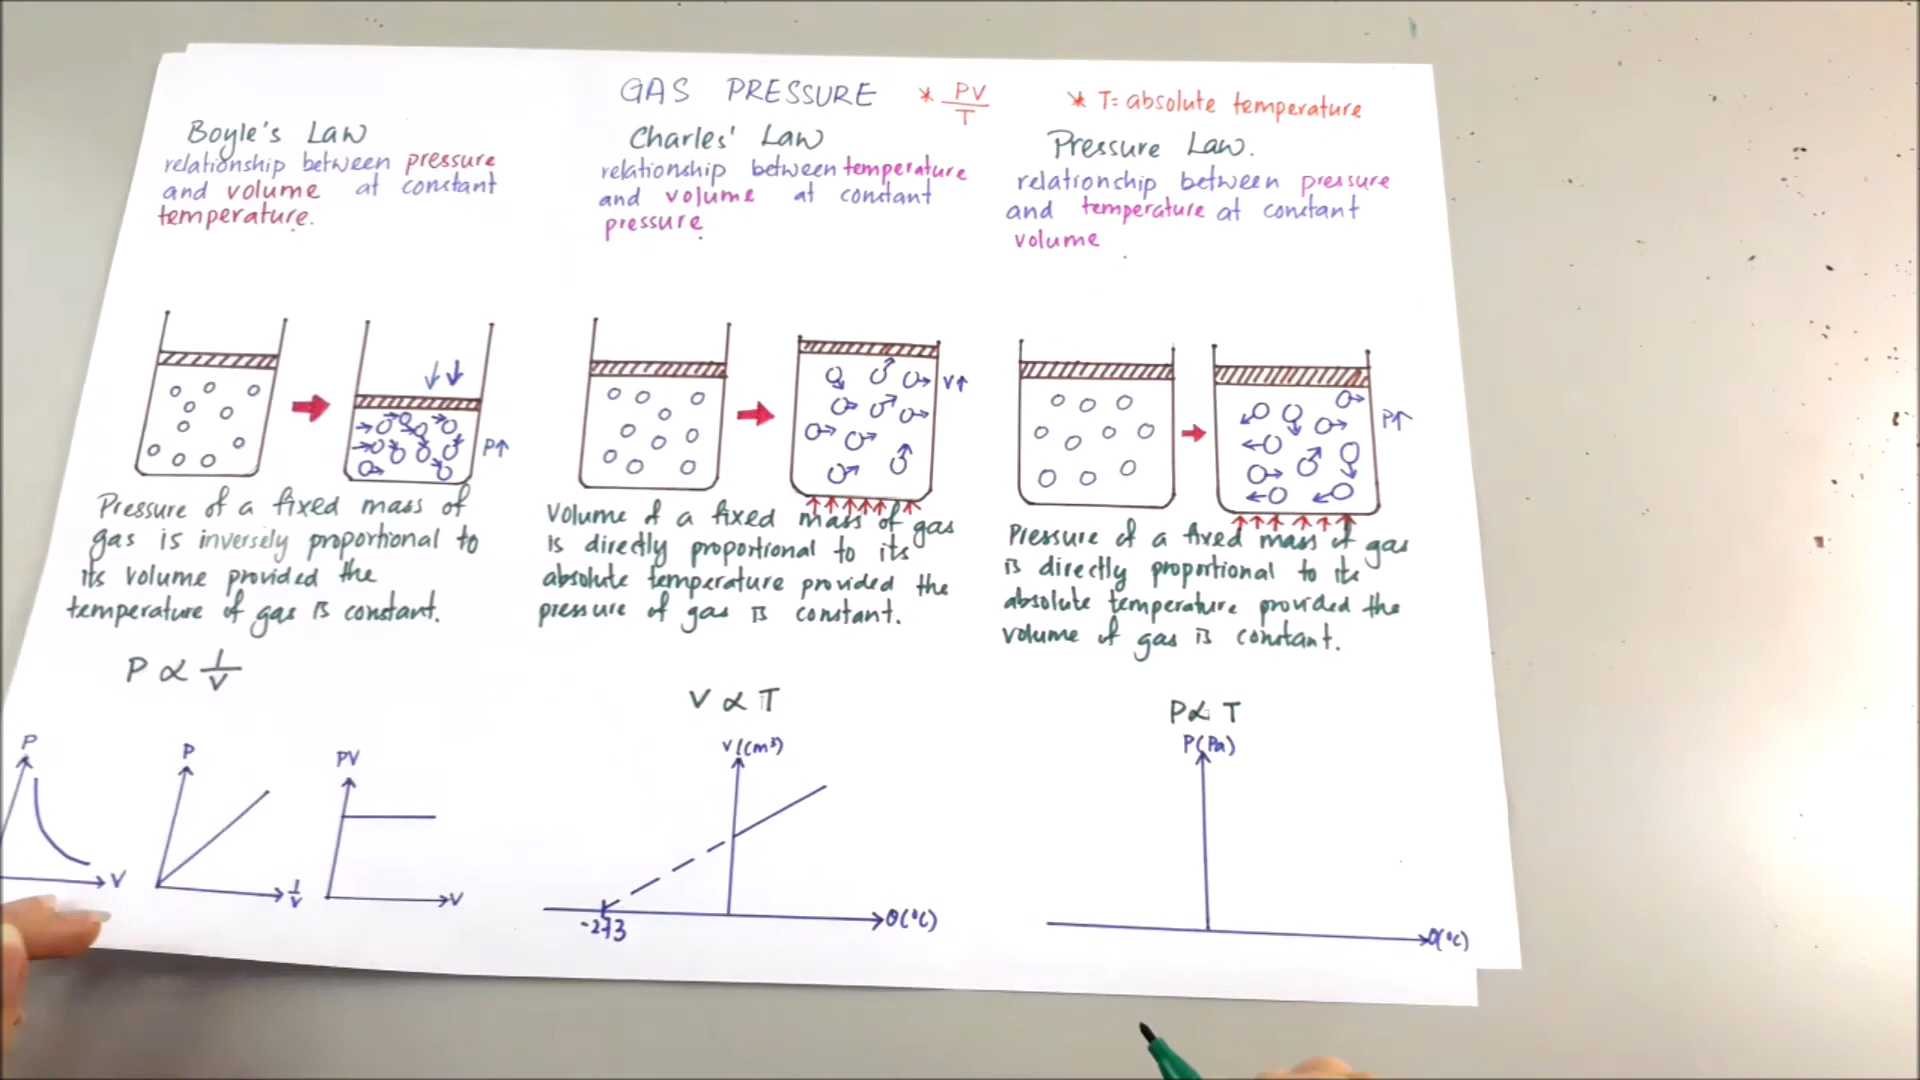 GAS PRESSURE * PV/T * T = absolute temperature
Boyle's Law
relationship between pressure
and volume at constant
temperature.
P↑
Pressure of a fixed mass of
gas is inversely proportional to
its volume provided the
temperature of gas is constant.
P ∝ 1/V
P
V
P
1/V
PV
V
Charles' Law
relationship between temperature
and volume at constant
pressure.
V↑
Volume of a fixed mass of gas
is directly proportional to its
absolute temperature provided the
pressure of gas is constant.
V ∝ T
V/(cm³)
-273
θ(°C)
Pressure Law.
relationship between pressure
and temperature at constant
volume
P↑
Pressure of a fixed mass of gas
is directly proportional to its
absolute temperature provided the
volume of gas is constant.
P ∝ T
P(Pa)
θ(°C)